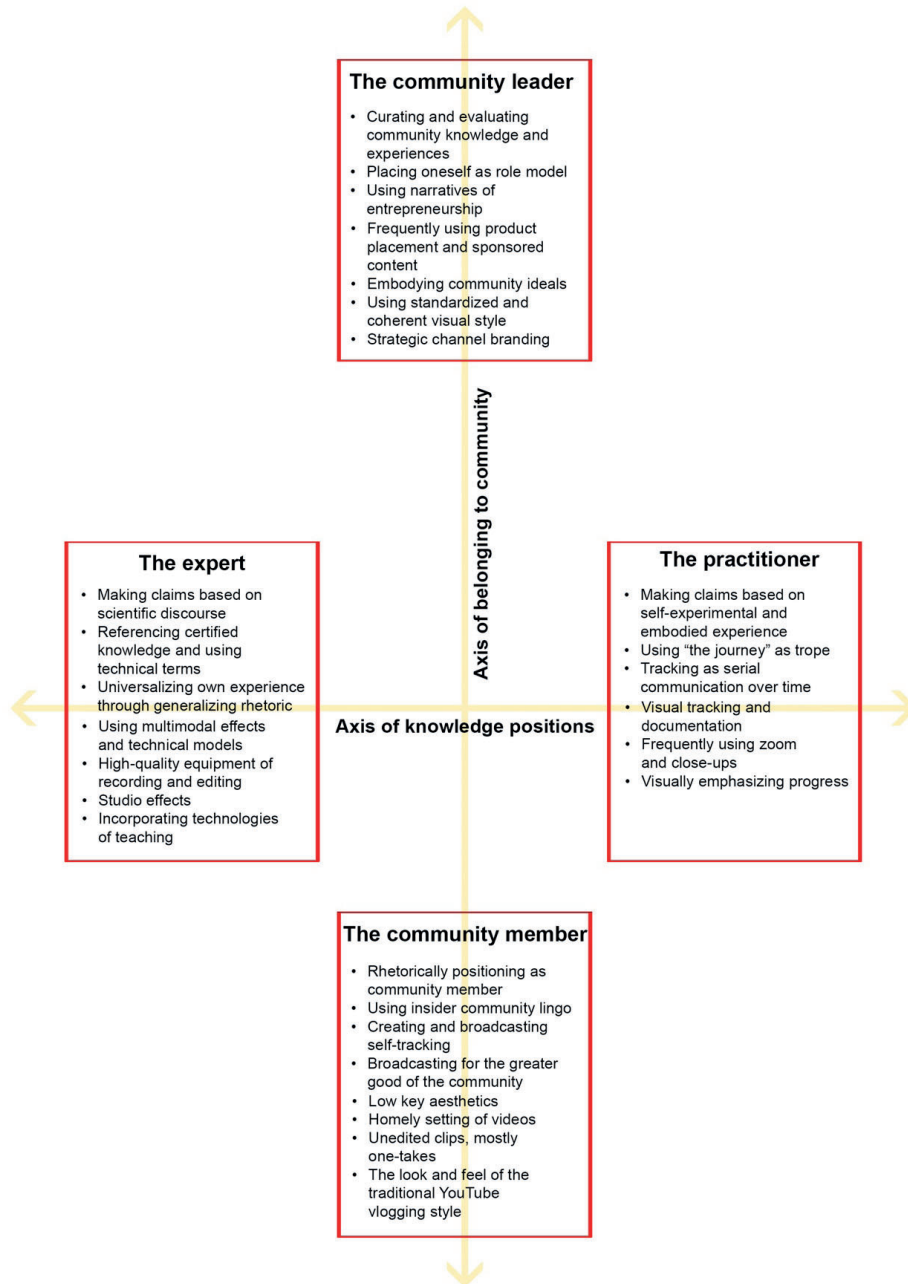 The community leader
• Curating and evaluating
community knowledge and
experiences
• Placing oneself as role model
• Using narratives of
entrepreneurship
• Frequently using product
placement and sponsored
content
• Embodying community ideals
• Using standardized and
coherent visual style
• Strategic channel branding
Axis of belonging to community
The expert
• Making claims based on
scientific discourse
• Referencing certified
knowledge and using
technical terms
• Universalizing own experience
through generalizing rhetoric
• Using multimodal effects
and technical models
• High-quality equipment of
recording and editing
• Studio effects
• Incorporating technologies
of teaching
Axis of knowledge positions
The practitioner
• Making claims based on
self-experimental and
embodied experience
• Using “the journey” as trope
• Tracking as serial
communication over time
• Visual tracking and
documentation
• Frequently using zoom
and close-ups
• Visually emphasizing progress
The community member
• Rhetorically positioning as
community member
• Using insider community lingo
• Creating and broadcasting
self-tracking
• Broadcasting for the greater
good of the community
• Low key aesthetics
• Homely setting of videos
• Unedited clips, mostly
one-takes
• The look and feel of the
traditional YouTube
vlogging style